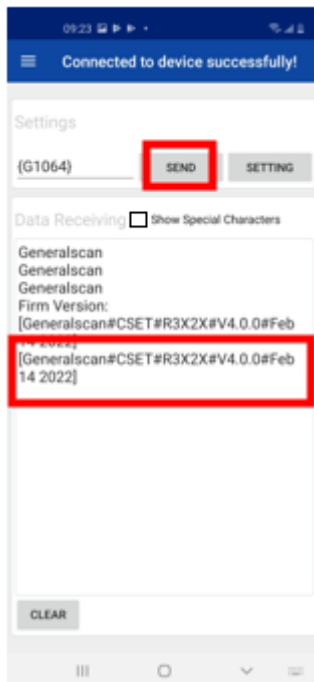 09:23
Connected to device successfully!
Settings
{G1064}
SEND
SETTING
Data Receiving
Show Special Characters
Generalscan
Generalscan
Generalscan
Firm Version:
[Generalscan#CSET#R3X2X#V4.0.0#Feb
14 2022]
[Generalscan#CSET#R3X2X#V4.0.0#Feb
14 2022]
CLEAR